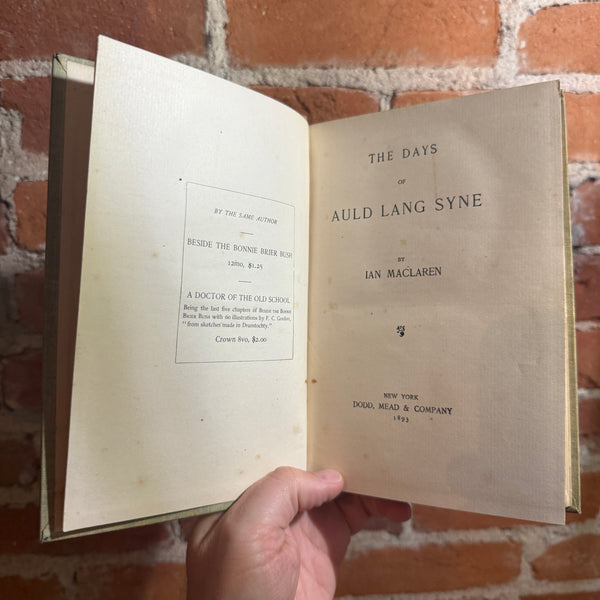 BY THE SAME AUTHOR
BESIDE THE BONNIE BRIER BUSH
12mo, $1.25
A DOCTOR OF THE OLD SCHOOL
Being the last five chapters of BESIDE THE BONNIE
BRIER BUSH with 60 illustrations by F. C. Gordon,
"from sketches made in Drumtochty."
Crown 8vo, $2.00
THE DAYS
OF
AULD LANG SYNE
BY
IAN MACLAREN
NEW YORK
DODD, MEAD & COMPANY
1895